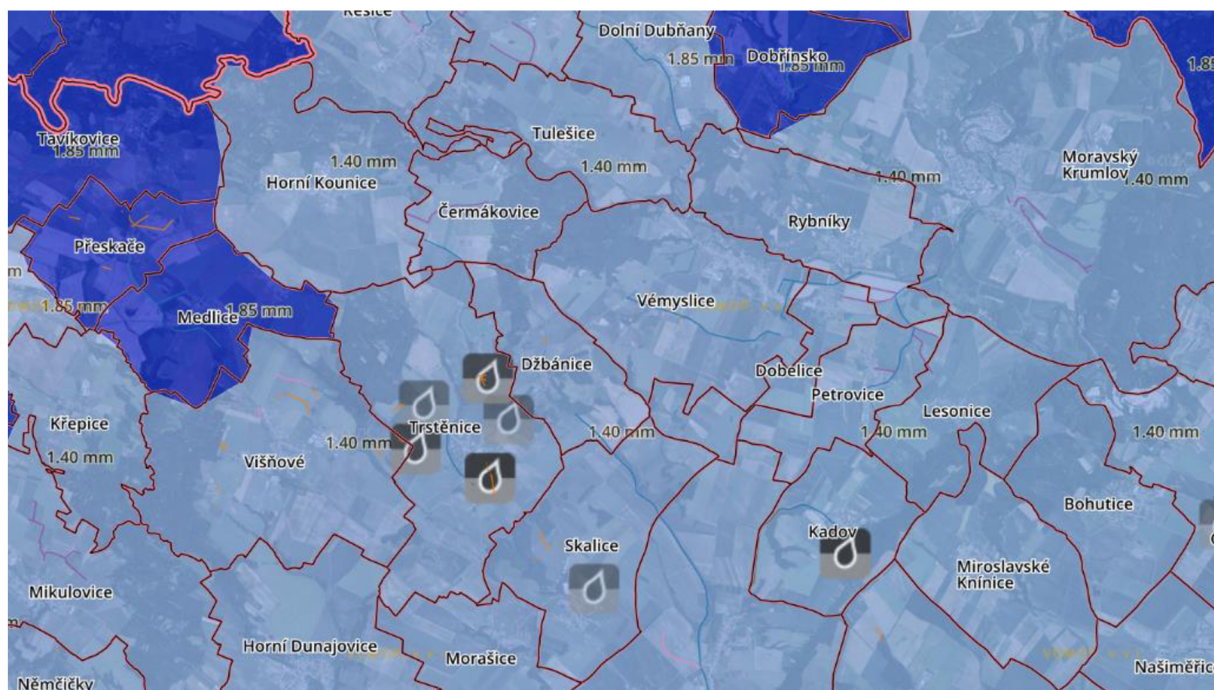 Dolní Dubňany
1.85 mm
Dobřínsko
1.85 mm
1.85
Tavíkovice
1.85 mm
Tulešice
1.40 mm
1.40 mm
Horní Kounice
Moravský
Krumlov
1.40 mm
1.40 mm
Čermákovice
Rybníky
Přeskače
m
1.85 mm
Medlice
1.85 mm
Vémyslice
Džbánice
Dobelice
Petrovice
Lesonice
Křepice
1.40 mm
Trstěnice
1.40 mm
Višňové
1.40 mm
1.40 mm
1.40 mm
Bohutice
Kadov
Skalice
Miroslavské
Knínice
Mikulovice
Horní Dunajovice
Morašice
Našiměřic
Němčičky